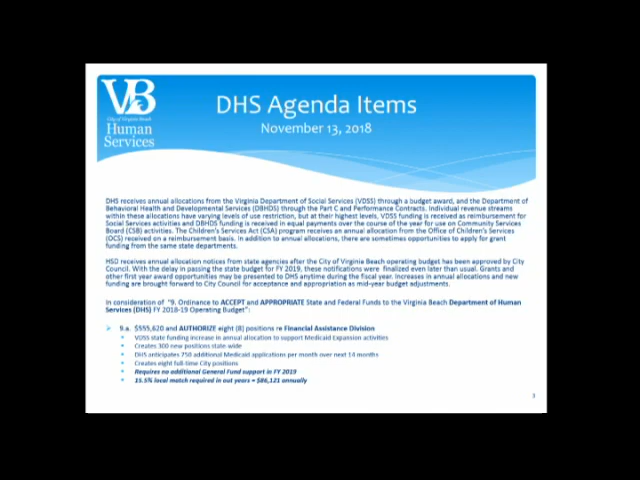 VB
City of Virginia Beach
Human
Services
DHS Agenda Items
November 13, 2018
DHS receives annual allocations from the Virginia Department of Social Services (VDSS) through a budget award, and the Department of
Behavioral Health and Developmental Services (DBHDS) through the Part C and Performance Contracts. Individual revenue streams
within these allocations have varying levels of use restriction, but at their highest levels, VDSS funding is received as reimbursement for
Social Services activities and DBHDS funding is received in equal payments over the course of the year for use on Community Services
Board (CSB) activities. The Children's Services Act (CSA) program receives an annual allocation from the Office of Children's Services
(OCS) received on a reimbursement basis. In addition to annual allocations, there are sometimes opportunities to apply for grant
funding from the same state departments.
HSD receives annual allocation notices from state agencies after the City of Virginia Beach operating budget has been approved by City
Council. With the delay in passing the state budget for FY 2019, these notifications were finalized even later than usual. Grants and
other first year award opportunities may be presented to DHS anytime during the fiscal year. Increases in annual allocations and new
funding are brought forward to City Council for acceptance and appropriation as mid-year budget adjustments.
In consideration of "9. Ordinance to ACCEPT and APPROPRIATE State and Federal Funds to the Virginia Beach Department of Human
Services (DHS) FY 2018-19 Operating Budget":
9.a. $555,620 and AUTHORIZE eight (8) positions re Financial Assistance Division
VDSS state funding increase in annual allocation to support Medicaid Expansion activities
Creates 300 new positions state wide
DHS anticipates 750 additional Medicaid applications per month over next 14 months
Creates eight full-time City positions
Requires no additional General Fund support in FY 2019
15.5% local match required in out years = $86,121 annually
3